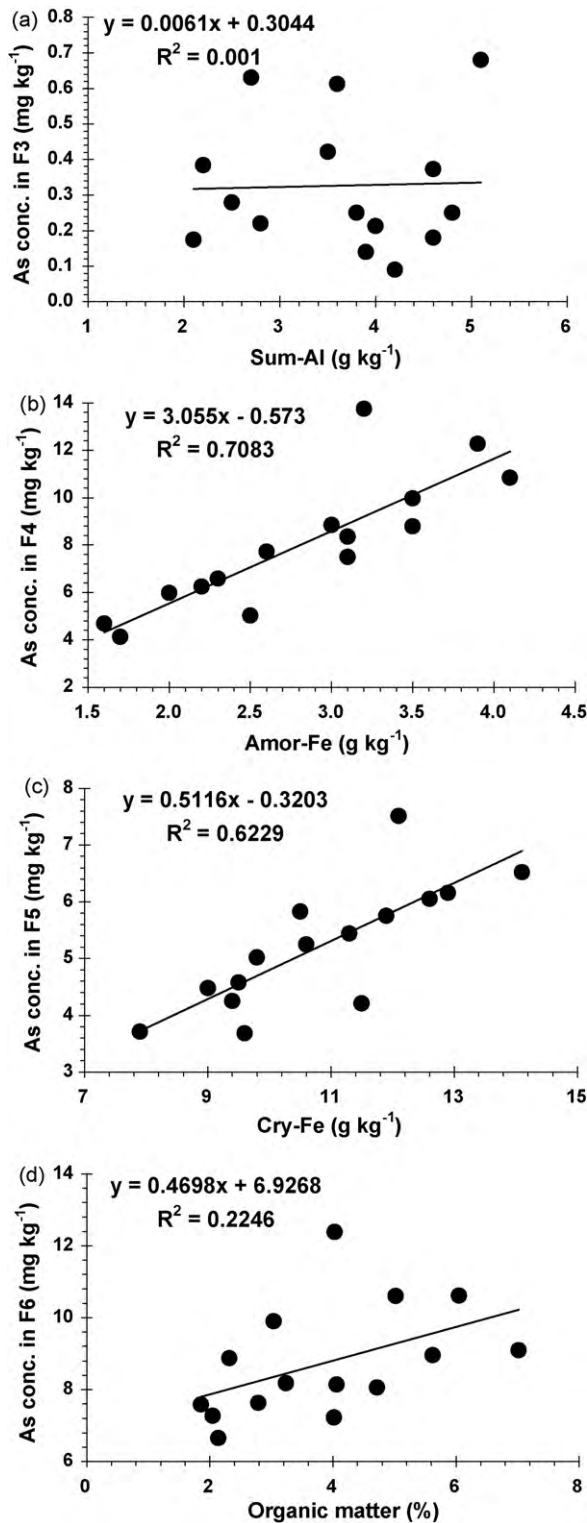 (a)
y = 0.0061x + 0.3044
R² = 0.001
As conc. in F3 (mg kg⁻¹)
0.8
0.7
0.6
0.5
0.4
0.3
0.2
0.1
0.0
1 2 3 4 5 6
Sum-Al (g kg⁻¹)
(b)
y = 3.055x - 0.573
R² = 0.7083
As conc. in F4 (mg kg⁻¹)
14
12
10
8
6
4
2
1.5 2.0 2.5 3.0 3.5 4.0 4.5
Amor-Fe (g kg⁻¹)
(c)
y = 0.5116x - 0.3203
R² = 0.6229
As conc. in F5 (mg kg⁻¹)
8
7
6
5
4
3
7 9 11 13 15
Cry-Fe (g kg⁻¹)
(d)
y = 0.4698x + 6.9268
R² = 0.2246
As conc. in F6 (mg kg⁻¹)
14
12
10
8
6
0 2 4 6 8
Organic matter (%)